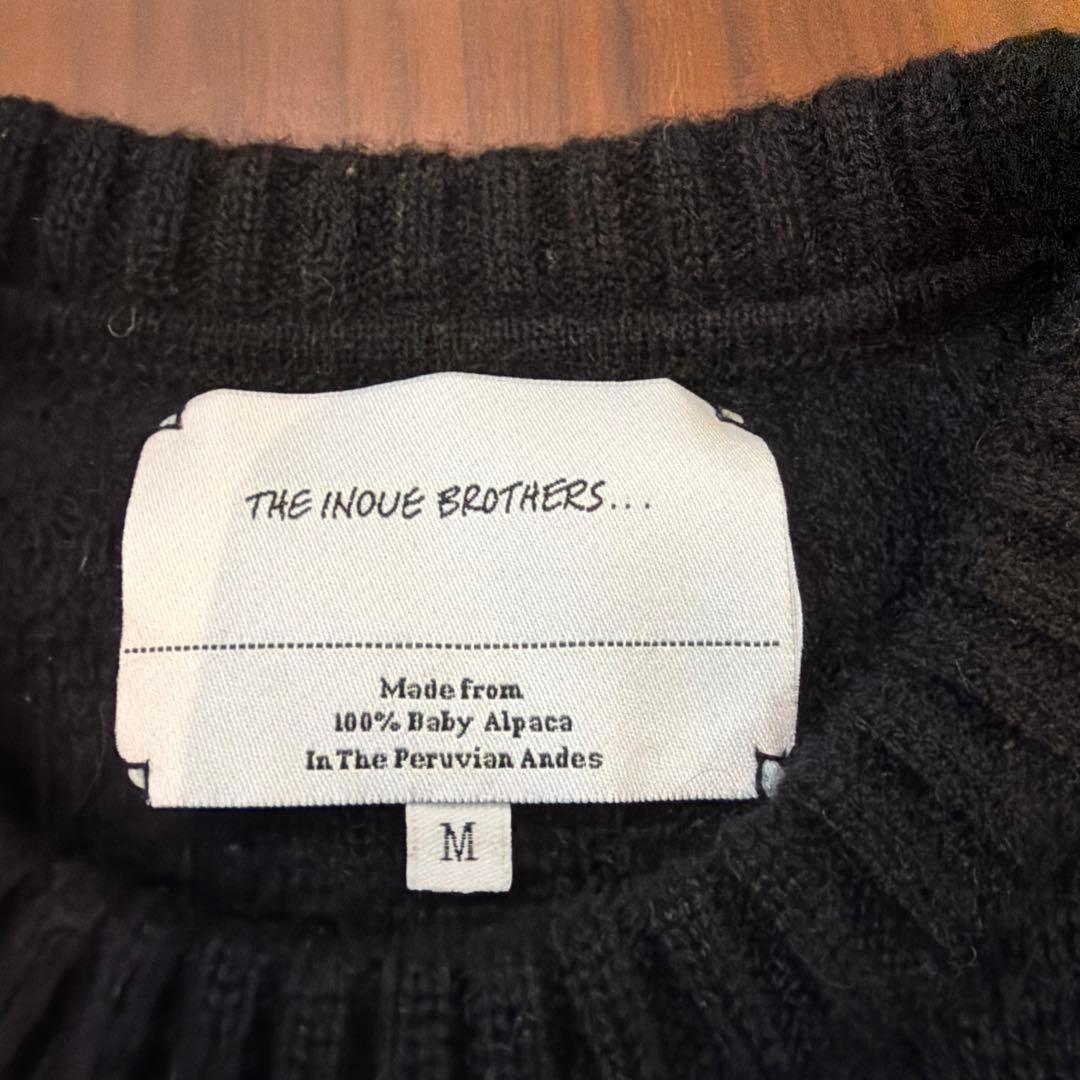 THE INOUE BROTHERS...
Made from
100% Baby Alpaca
In The Peruvian Andes
M